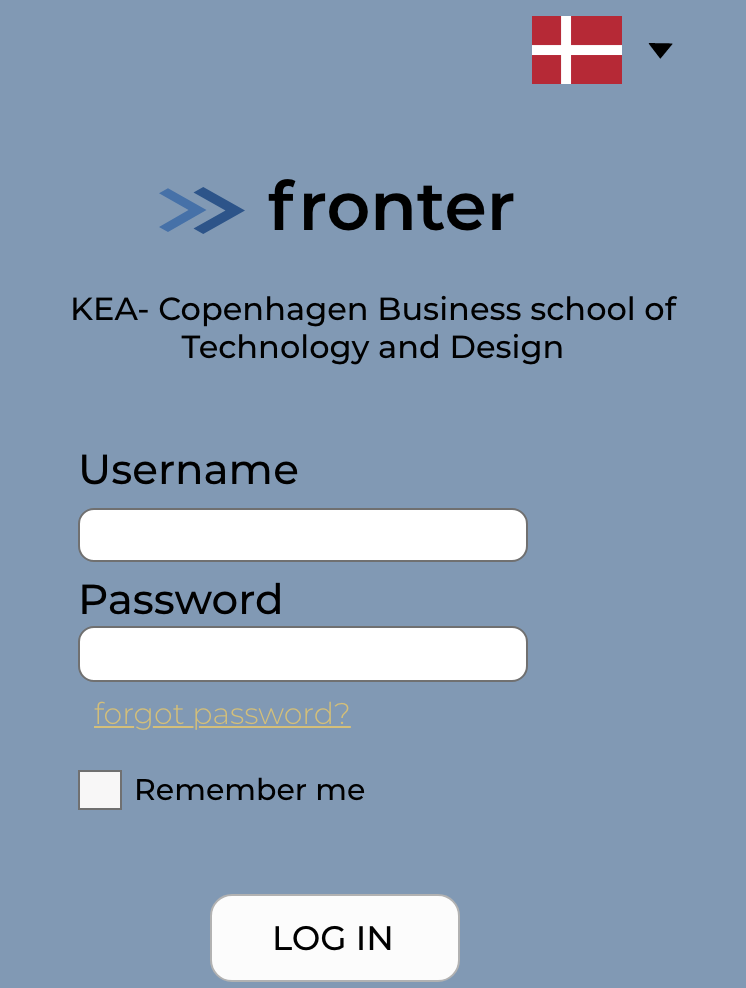 fronter
KEA- Copenhagen Business school of
Technology and Design
Username
Password
forgot password?
Remember me
LOG IN